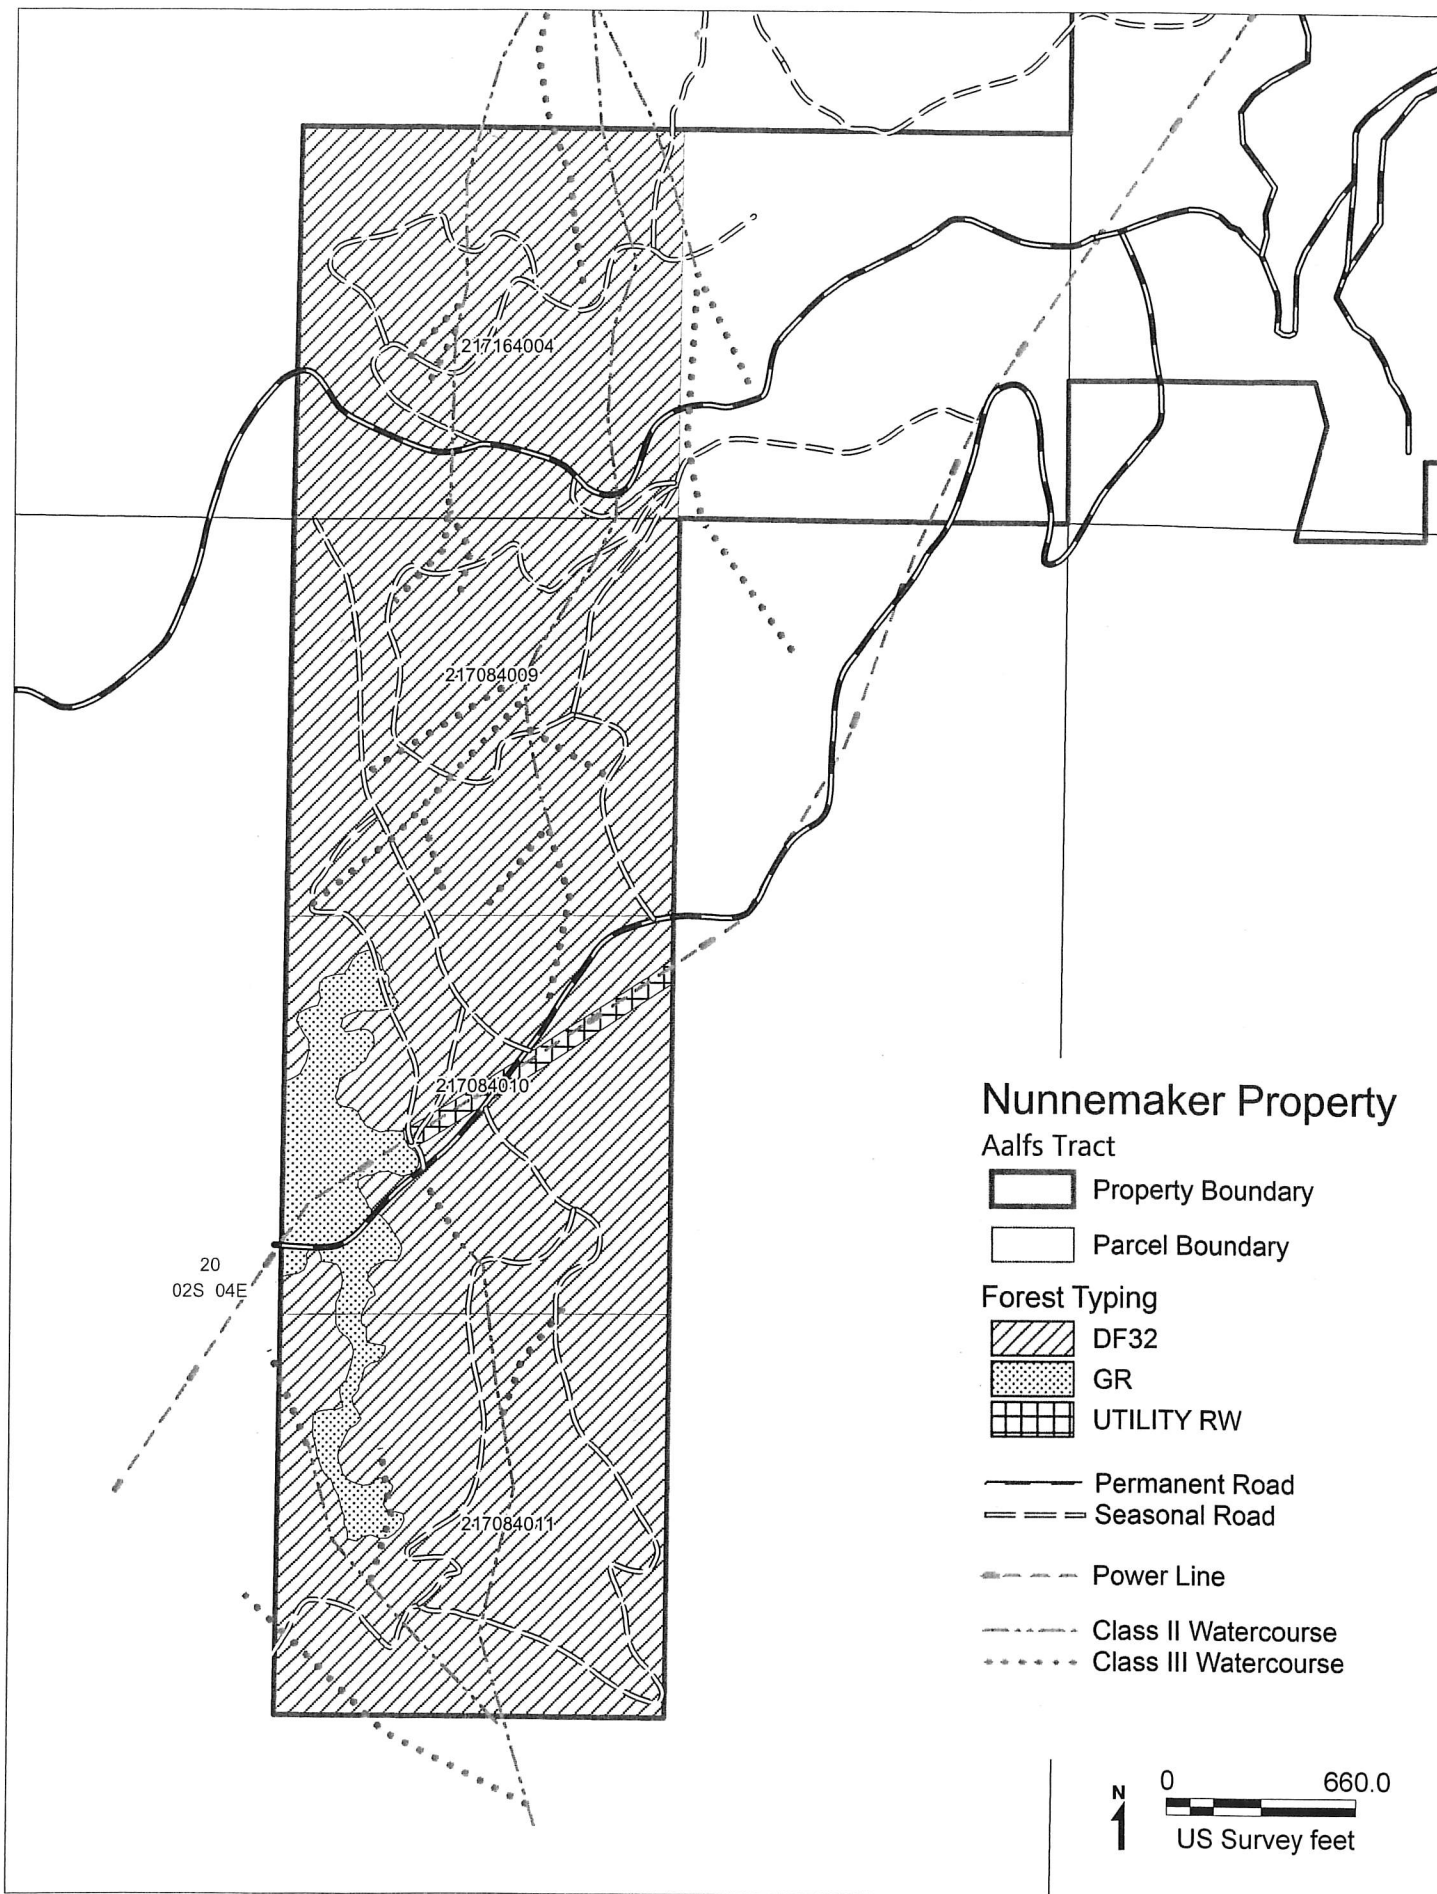 217164004
217084009
217084010
20
02S 04E
217084011
Nunnemaker Property
Aalfs Tract
Property Boundary
Parcel Boundary
Forest Typing
DF32
GR
UTILITY RW
Permanent Road
Seasonal Road
Power Line
Class II Watercourse
Class III Watercourse
N
0 660.0
US Survey feet